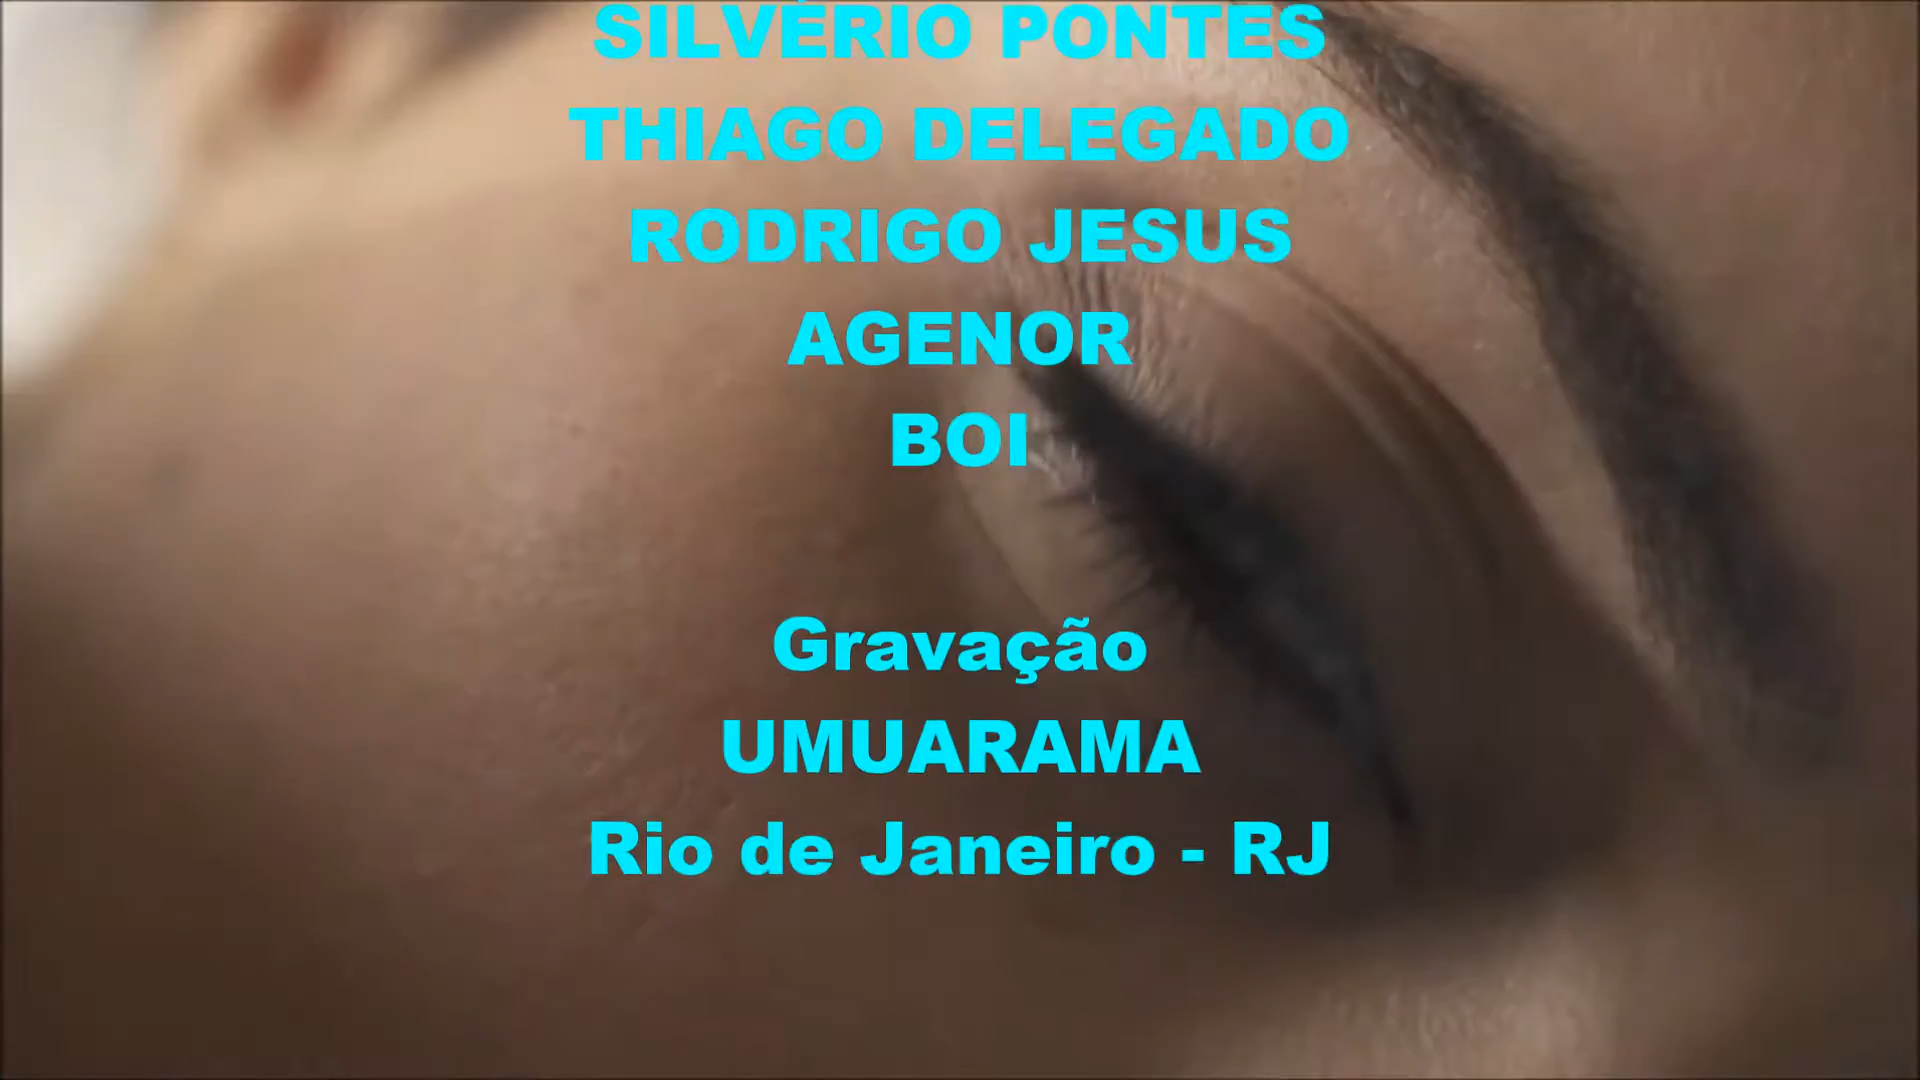 SILVÉRIO PONTES
THIAGO DELEGADO
RODRIGO JESUS
AGENOR
BOI
Gravação
UMUARAMA
Rio de Janeiro - RJ